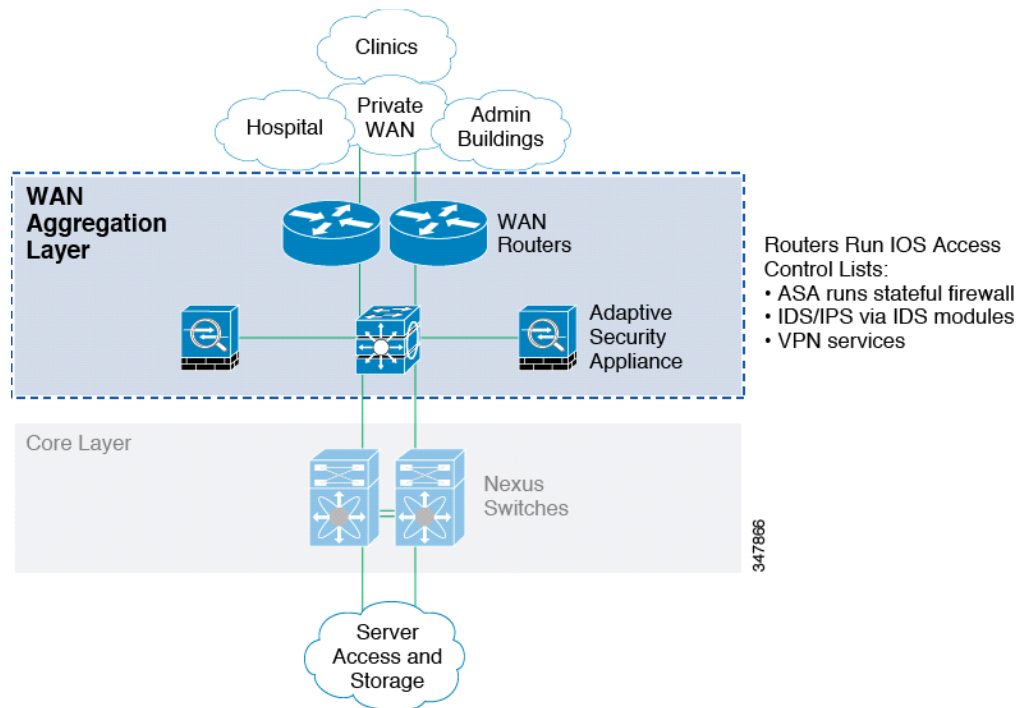 Clinics
Private
WAN
Hospital
Admin
Buildings
WAN
Aggregation
Layer
WAN
Routers
Adaptive
Security
Appliance
Routers Run IOS Access
Control Lists:
• ASA runs stateful firewall
• IDS/IPS via IDS modules
• VPN services
Core Layer
Nexus
Switches
347866
Server
Access and
Storage